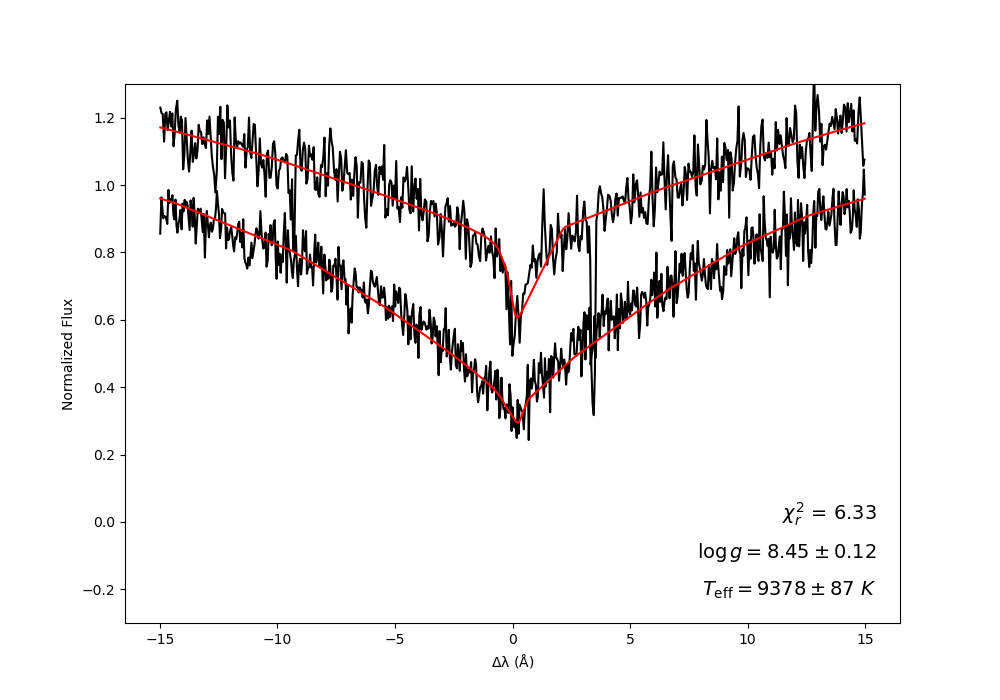 1.2
1.0
0.8
0.6
0.4
0.2
0.0
−0.2
Normalized Flux
χ²ᵣ = 6.33
log g = 8.45 ± 0.12
T_eff = 9378 ± 87 K
−15 −10 −5 0 5 10 15
Δλ (Å)